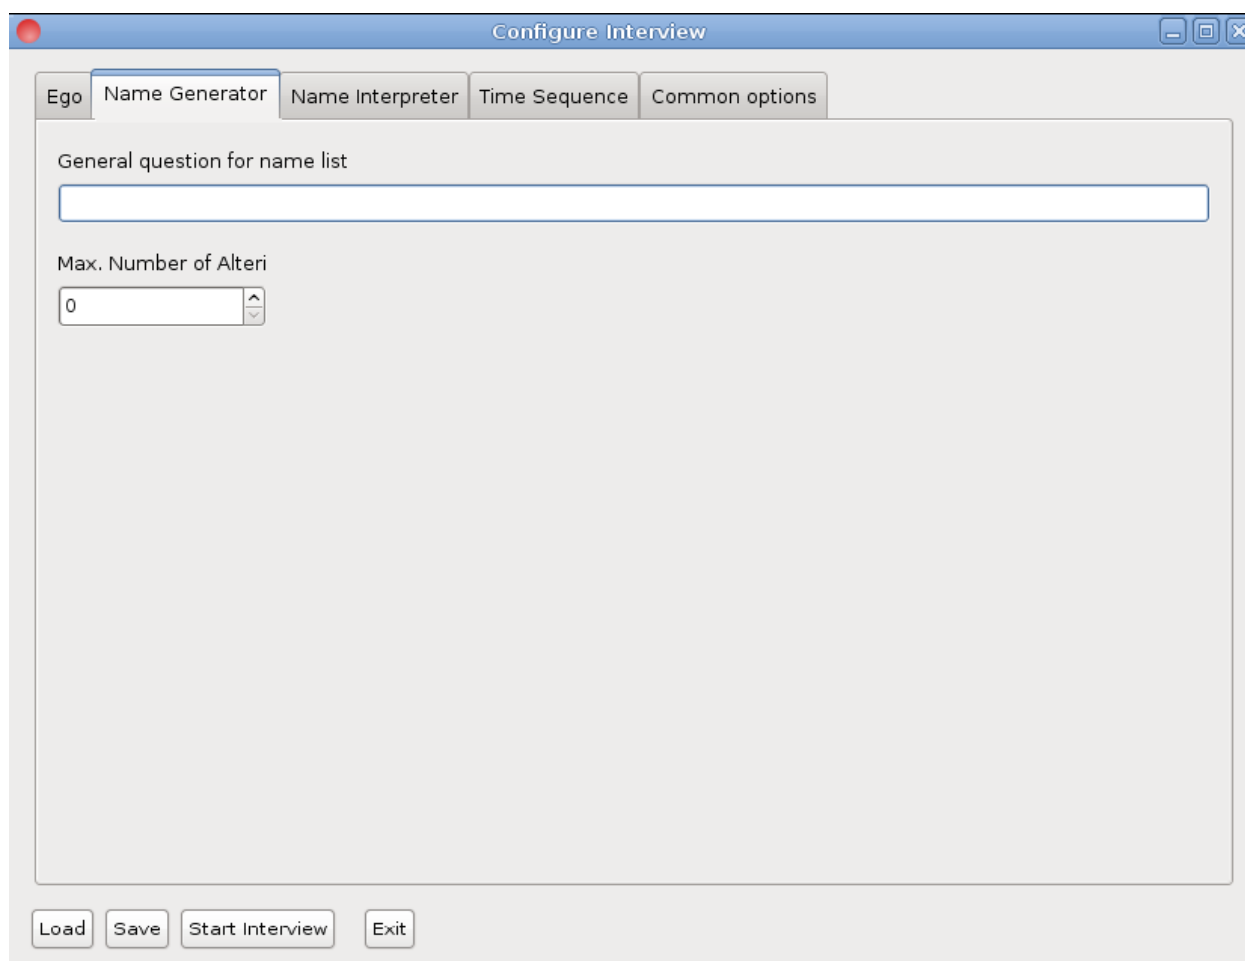 Configure Interview
Ego Name Generator Name Interpreter Time Sequence Common options
General question for name list
Max. Number of Alteri
0
Load Save Start Interview Exit